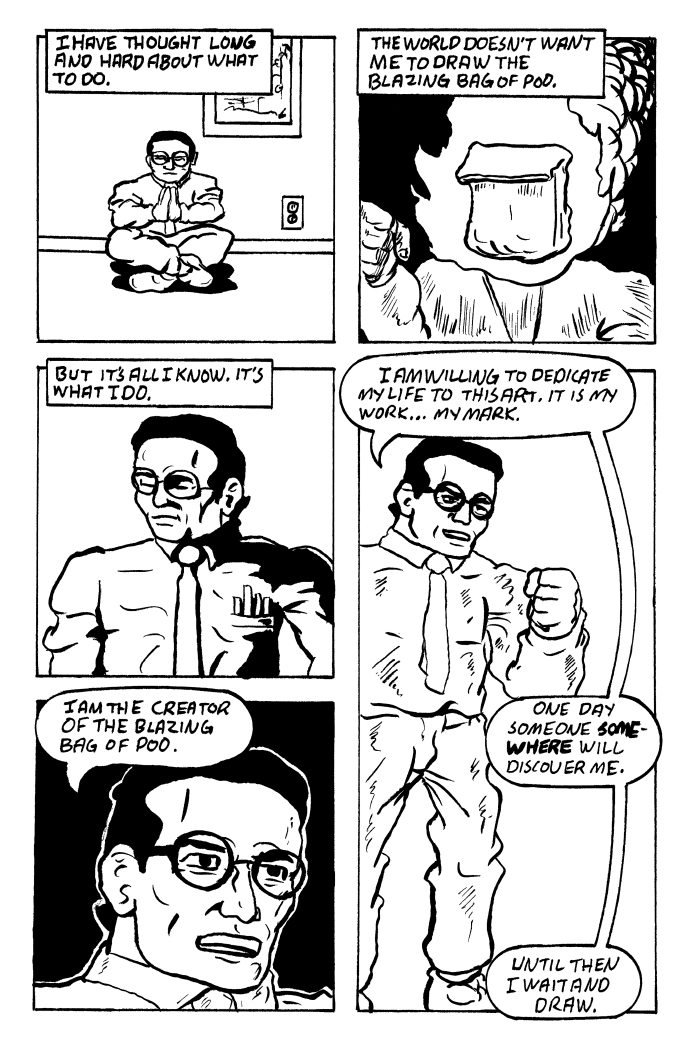 I HAVE THOUGHT LONG
AND HARD ABOUT WHAT
TO DO.
THE WORLD DOESN'T WANT
ME TO DRAW THE
BLAZING BAG OF POO.
BUT IT'S ALL I KNOW. IT'S
WHAT I DO.
I AM WILLING TO DEDICATE
MY LIFE TO THIS ART. IT IS MY
WORK... MY MARK.
ONE DAY
SOMEONE SOME-
WHERE WILL
DISCOVER ME.
UNTIL THEN
I WAIT AND
DRAW.
I AM THE CREATOR
OF THE BLAZING
BAG OF POO.